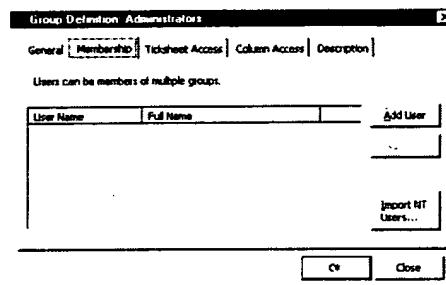 Group Definition: Administrators
General Membership Ticksheet Access Column Access Description
Users can be members of multiple groups.
User Name Full Name Add User
Import NT
Users...
OK Close